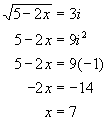 √(5−2x) = 3i
5−2x = 9i²
5−2x = 9(−1)
−2x = −14
x = 7